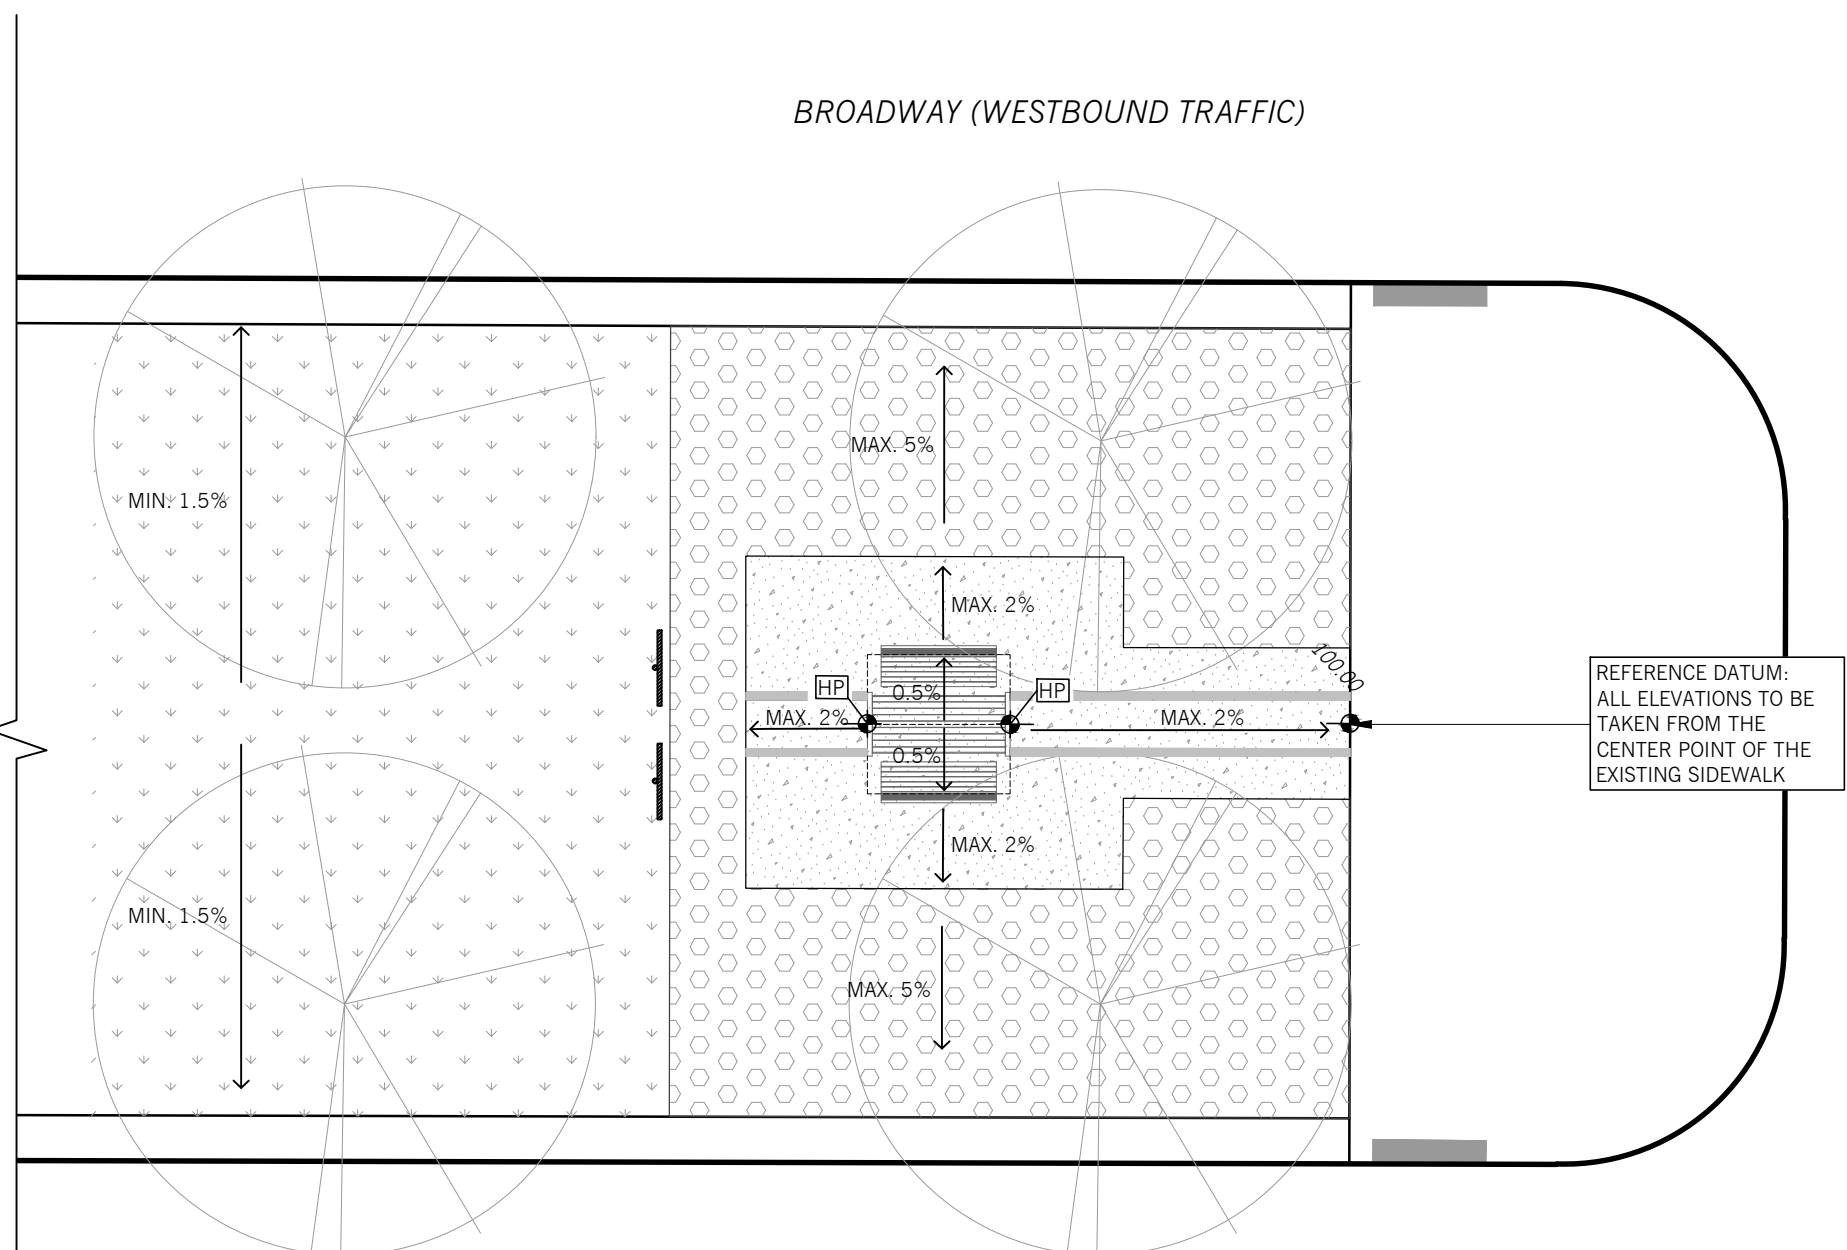 BROADWAY (WESTBOUND TRAFFIC)
MAX. 5%
MIN. 1.5%
MAX. 2%
100.00
HP
HP
0.5%
MAX. 2%
MAX. 2%
0.5%
REFERENCE DATUM:
ALL ELEVATIONS TO BE
TAKEN FROM THE
CENTER POINT OF THE
EXISTING SIDEWALK
MAX. 2%
MIN. 1.5%
MAX. 5%